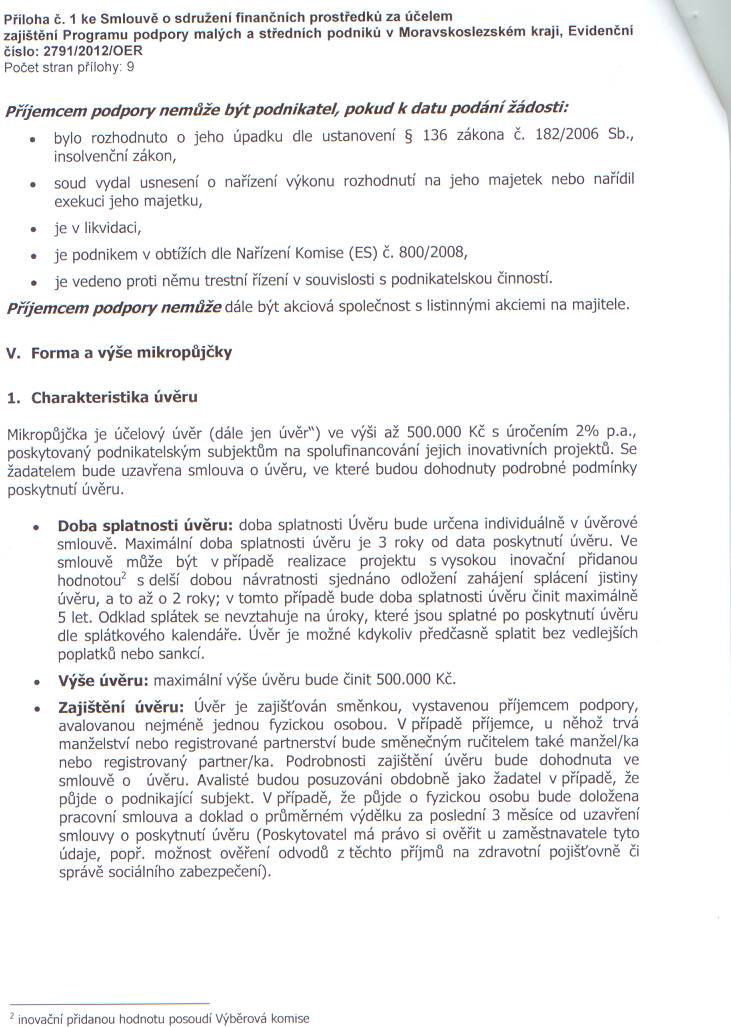 Příloha č. 1 ke Smlouvě o sdružení finančních prostředků za účelem
zajištění Programu podpory malých a středních podniků v Moravskoslezském kraji, Evidenční
číslo: 2791/2012/OER
Počet stran přílohy: 9
Příjemcem podpory nemůže být podnikatel, pokud k datu podání žádosti:
• bylo rozhodnuto o jeho úpadku dle ustanovení § 136 zákona č. 182/2006 Sb.,
insolvenční zákon,
• soud vydal usnesení o nařízení výkonu rozhodnutí na jeho majetek nebo nařídil
exekuci jeho majetku,
• je v likvidaci,
• je podnikem v obtížích dle Nařízení Komise (ES) č. 800/2008,
• je vedeno proti němu trestní řízení v souvislosti s podnikatelskou činností.
Příjemcem podpory nemůže dále být akciová společnost s listinnými akciemi na majitele.
V. Forma a výše mikropůjčky
1. Charakteristika úvěru
Mikropůjčka je účelový úvěr (dále jen úvěr“) ve výši až 500.000 Kč s úročením 2% p.a.,
poskytovaný podnikatelským subjektům na spolufinancování jejich inovativních projektů. Se
žadatelem bude uzavřena smlouva o úvěru, ve které budou dohodnuty podrobné podmínky
poskytnutí úvěru.
• Doba splatnosti úvěru: doba splatnosti Úvěru bude určena individuálně v úvěrové
smlouvě. Maximální doba splatnosti úvěru je 3 roky od data poskytnutí úvěru. Ve
smlouvě může být v případě realizace projektu s vysokou inovační přidanou
hodnotou² s delší dobou návratnosti sjednáno odložení zahájení splácení jistiny
úvěru, a to až o 2 roky; v tomto případě bude doba splatnosti úvěru činit maximálně
5 let. Odklad splátek se nevztahuje na úroky, které jsou splatné po poskytnutí úvěru
dle splátkového kalendáře. Úvěr je možné kdykoliv předčasně splatit bez vedlejších
poplatků nebo sankcí.
• Výše úvěru: maximální výše úvěru bude činit 500.000 Kč.
• Zajištění úvěru: Úvěr je zajišťován směnkou, vystavenou příjemcem podpory,
avalovanou nejméně jednou fyzickou osobou. V případě příjemce, u něhož trvá
manželství nebo registrované partnerství bude směnečným ručitelem také manžel/ka
nebo registrovaný partner/ka. Podrobnosti zajištění úvěru bude dohodnuta ve
smlouvě o úvěru. Avalisté budou posuzováni obdobně jako žadatel v případě, že
půjde o podnikající subjekt. V případě, že půjde o fyzickou osobu bude doložena
pracovní smlouva a doklad o průměrném výdělku za poslední 3 měsíce od uzavření
smlouvy o poskytnutí úvěru (Poskytovatel má právo si ověřit u zaměstnavatele tyto
údaje, popř. možnost ověření odvodů z těchto příjmů na zdravotní pojišťovně či
správě sociálního zabezpečení).
² inovační přidanou hodnotu posoudí Výběrová komise